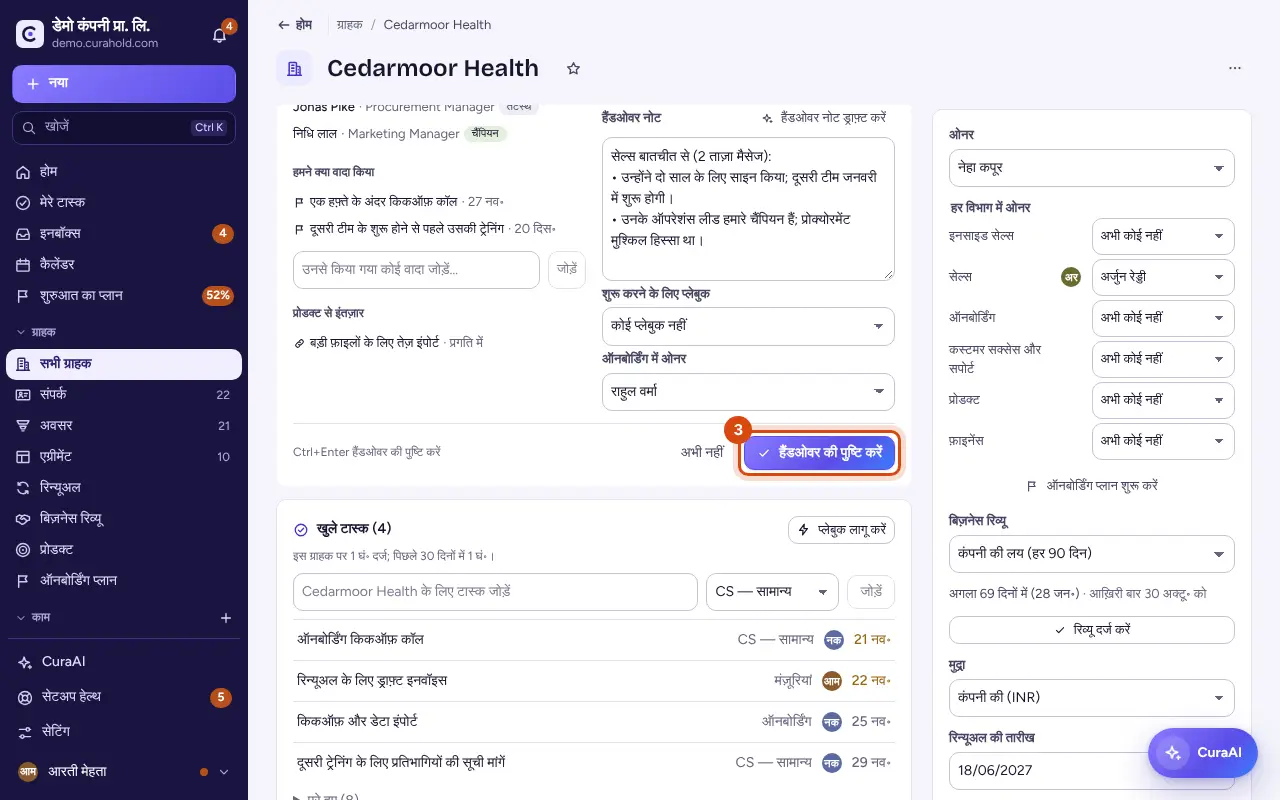 डेमो कंपनी प्रा. लि.
demo.curahold.com
4
नया
खोजें
Ctrl K
होम
मेरे टास्क
इनबॉक्स 4
कैलेंडर
शुरुआत का प्लान 52%
ग्राहक
सभी ग्राहक
संपर्क 22
अवसर 21
एग्रीमेंट 10
रिन्यूअल
बिज़नेस रिव्यू
प्रोडक्ट
ऑनबोर्डिंग प्लान
काम
CuraAI
सेटअप हेल्थ 5
सेटिंग
आम आरती मेहता
होम ग्राहक / Cedarmoor Health
Cedarmoor Health
Jonas Pike · Procurement Manager तटस्थ
निधि लाल · Marketing Manager चैंपियन
हमने क्या वादा किया
एक हफ़्ते के अंदर किकऑफ़ कॉल · 27 नव॰
दूसरी टीम के शुरू होने से पहले उसकी ट्रेनिंग · 20 दिस॰
उनसे किया गया कोई वादा जोड़ें…
जोड़ें
प्रोडक्ट से इंतज़ार
बड़ी फ़ाइलों के लिए तेज़ इंपोर्ट · प्रगति में
हैंडओवर नोट
हैंडओवर नोट ड्राफ़्ट करें
सेल्स बातचीत से (2 ताज़ा मैसेज):
• उन्होंने दो साल के लिए साइन किया; दूसरी टीम जनवरी
में शुरू होगी।
• उनके ऑपरेशंस लीड हमारे चैंपियन हैं; प्रोक्योरमेंट
मुश्किल हिस्सा था।
शुरू करने के लिए प्लेबुक
कोई प्लेबुक नहीं
ऑनबोर्डिंग में ओनर
राहुल वर्मा
Ctrl+Enter हैंडओवर की पुष्टि करें
अभी नहीं
3
हैंडओवर की पुष्टि करें
खुले टास्क (4)
प्लेबुक लागू करें
इस ग्राहक पर 1 घं॰ दर्ज; पिछले 30 दिनों में 1 घं॰।
Cedarmoor Health के लिए टास्क जोड़ें
CS — सामान्य
जोड़ें
ऑनबोर्डिंग किकऑफ़ कॉल CS — सामान्य नक 21 नव॰
रिन्यूअल के लिए ड्राफ़्ट इनवॉइस मंज़ूरियां आम 22 नव॰
किकऑफ़ और डेटा इंपोर्ट ऑनबोर्डिंग नक 25 नव॰
दूसरी ट्रेनिंग के लिए प्रतिभागियों की सूची मांगें CS — सामान्य नक 29 नव॰
ओनर
नेहा कपूर
हर विभाग में ओनर
इनसाइड सेल्स अभी कोई नहीं
सेल्स अर अर्जुन रेड्डी
ऑनबोर्डिंग अभी कोई नहीं
कस्टमर सक्सेस और
सपोर्ट
अभी कोई नहीं
प्रोडक्ट अभी कोई नहीं
फ़ाइनेंस अभी कोई नहीं
ऑनबोर्डिंग प्लान शुरू करें
बिज़नेस रिव्यू
कंपनी की लय (हर 90 दिन)
अगला 69 दिनों में (28 जन॰) · आख़िरी बार 30 अक्टू॰ को
रिव्यू दर्ज करें
मुद्रा
कंपनी की (INR)
रिन्यूअल की तारीख
18/06/2027
CuraAI